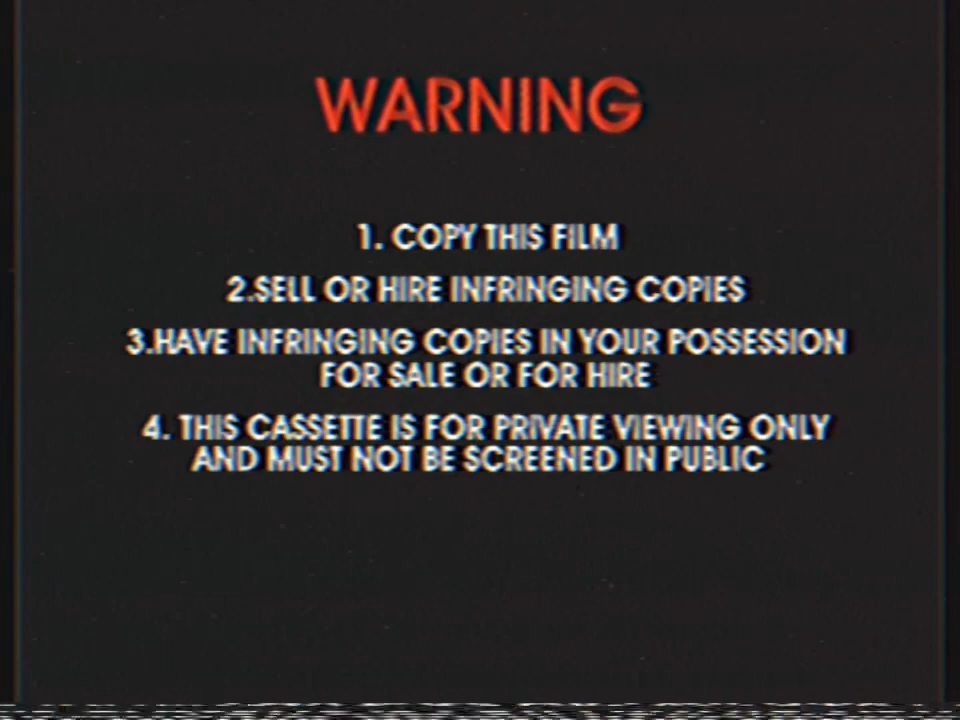 WARNING
1. COPY THIS FILM
2.SELL OR HIRE INFRINGING COPIES
3.HAVE INFRINGING COPIES IN YOUR POSSESSION
FOR SALE OR FOR HIRE
4. THIS CASSETTE IS FOR PRIVATE VIEWING ONLY
AND MUST NOT BE SCREENED IN PUBLIC